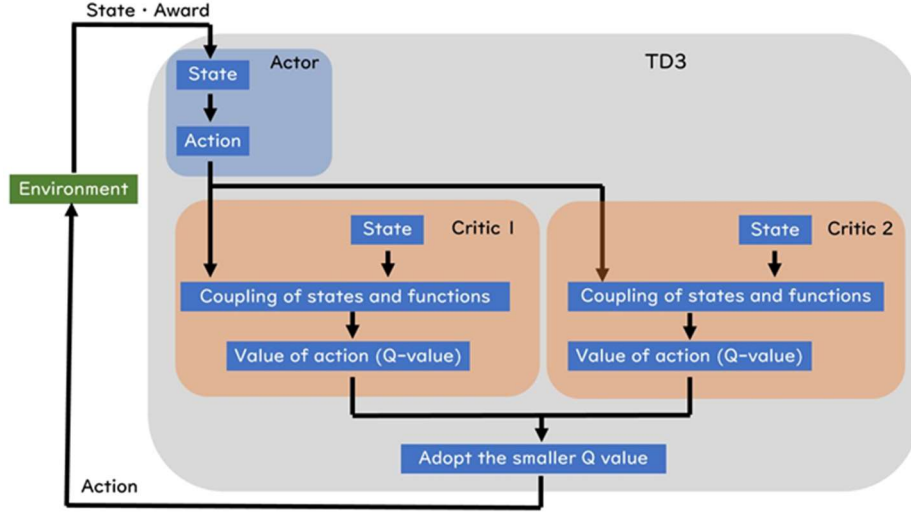 State · Award
Actor
TD3
State
Action
Environment
State
Critic 1
State
Critic 2
Coupling of states and functions
Coupling of states and functions
Value of action (Q-value)
Value of action (Q-value)
Adopt the smaller Q value
Action